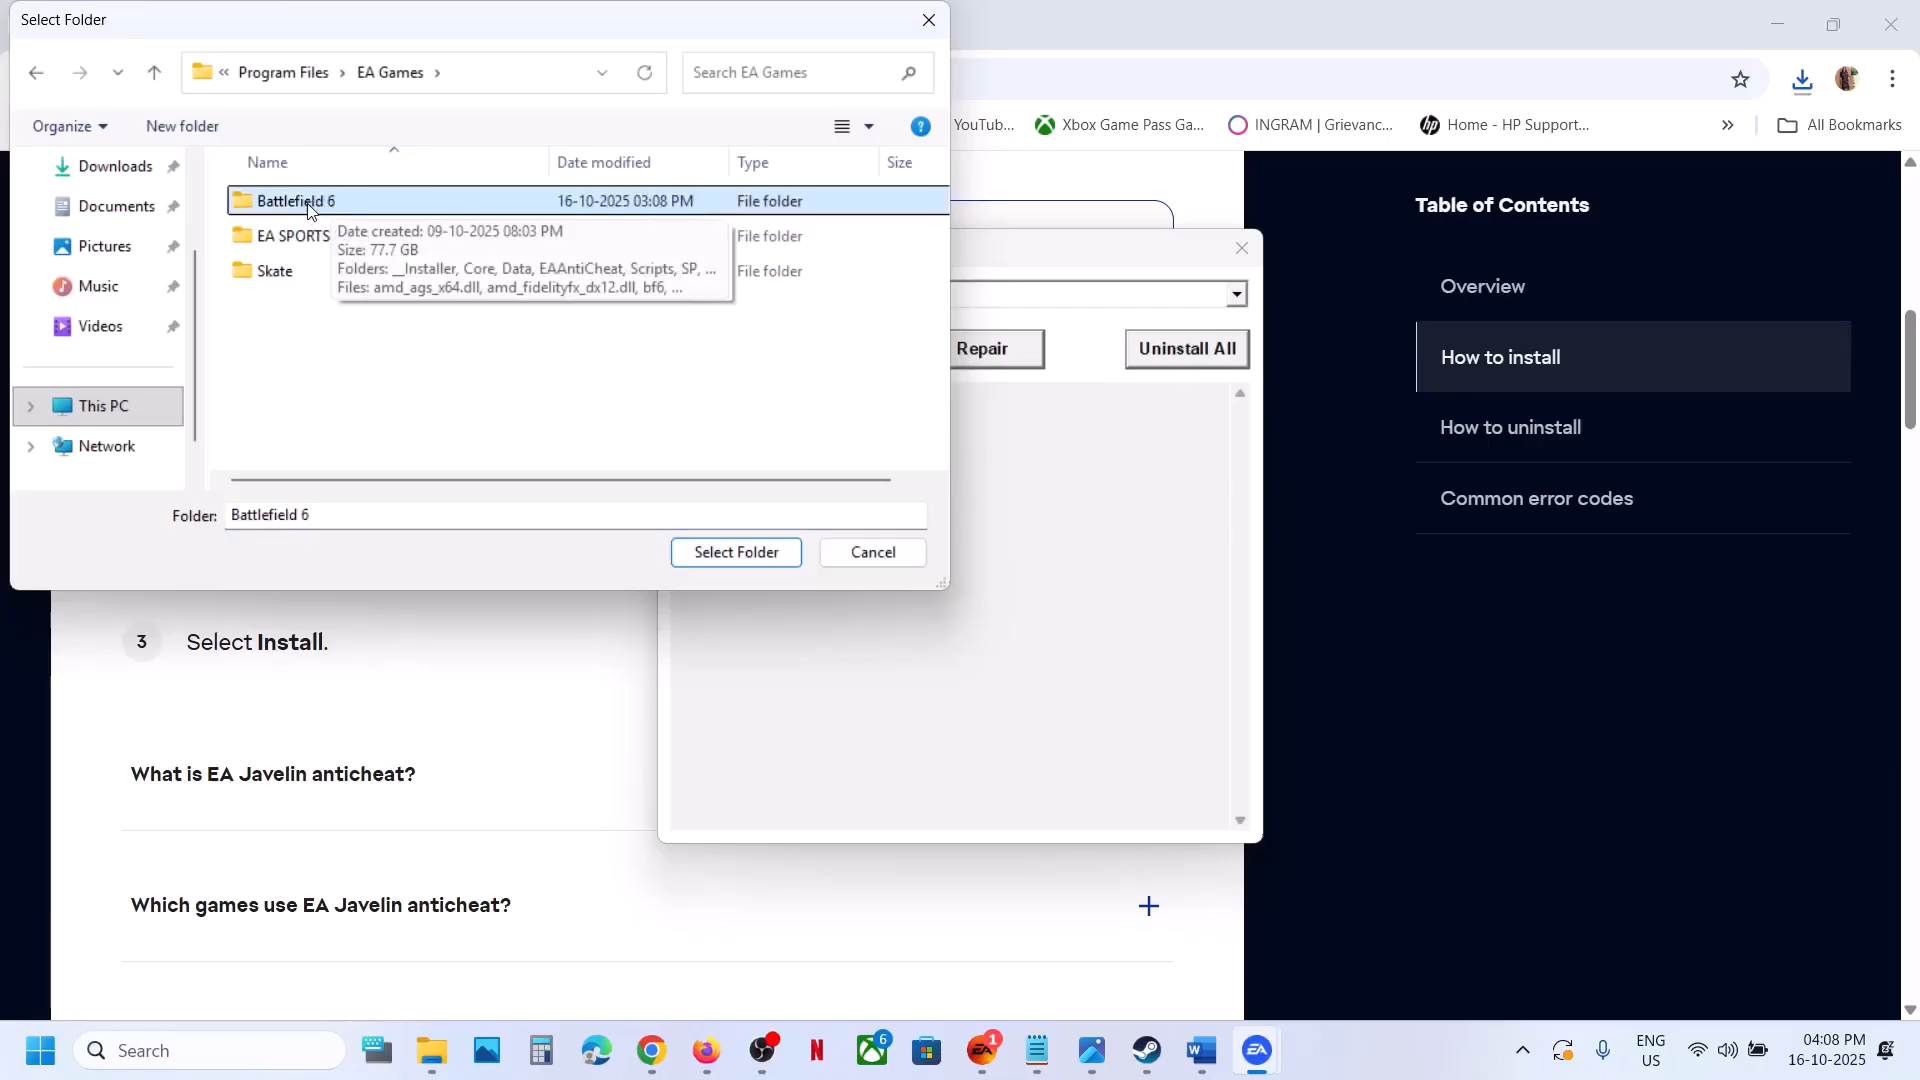 Select Folder
« Program Files › EA Games ›
Search EA Games
Organize
New folder
YouTub...
Xbox Game Pass Ga...
INGRAM | Grievanc...
Home - HP Support...
»
All Bookmarks
Downloads
Documents
Pictures
Music
Videos
This PC
Network
Name
Date modified
Type
Size
Battlefield 6
16-10-2025 03:08 PM
File folder
EA SPORTS
File folder
Skate
File folder
Date created: 09-10-2025 08:03 PM
Size: 77.7 GB
Folders: __Installer, Core, Data, EAAntiCheat, Scripts, SP, ...
Files: amd_ags_x64.dll, amd_fidelityfx_dx12.dll, bf6, ...
Folder: Battlefield 6
Select Folder
Cancel
Repair
Uninstall All
Table of Contents
Overview
How to install
How to uninstall
Common error codes
3 Select Install.
What is EA Javelin anticheat?
Which games use EA Javelin anticheat?
Search
6
1
ENG
US
04:08 PM
16-10-2025